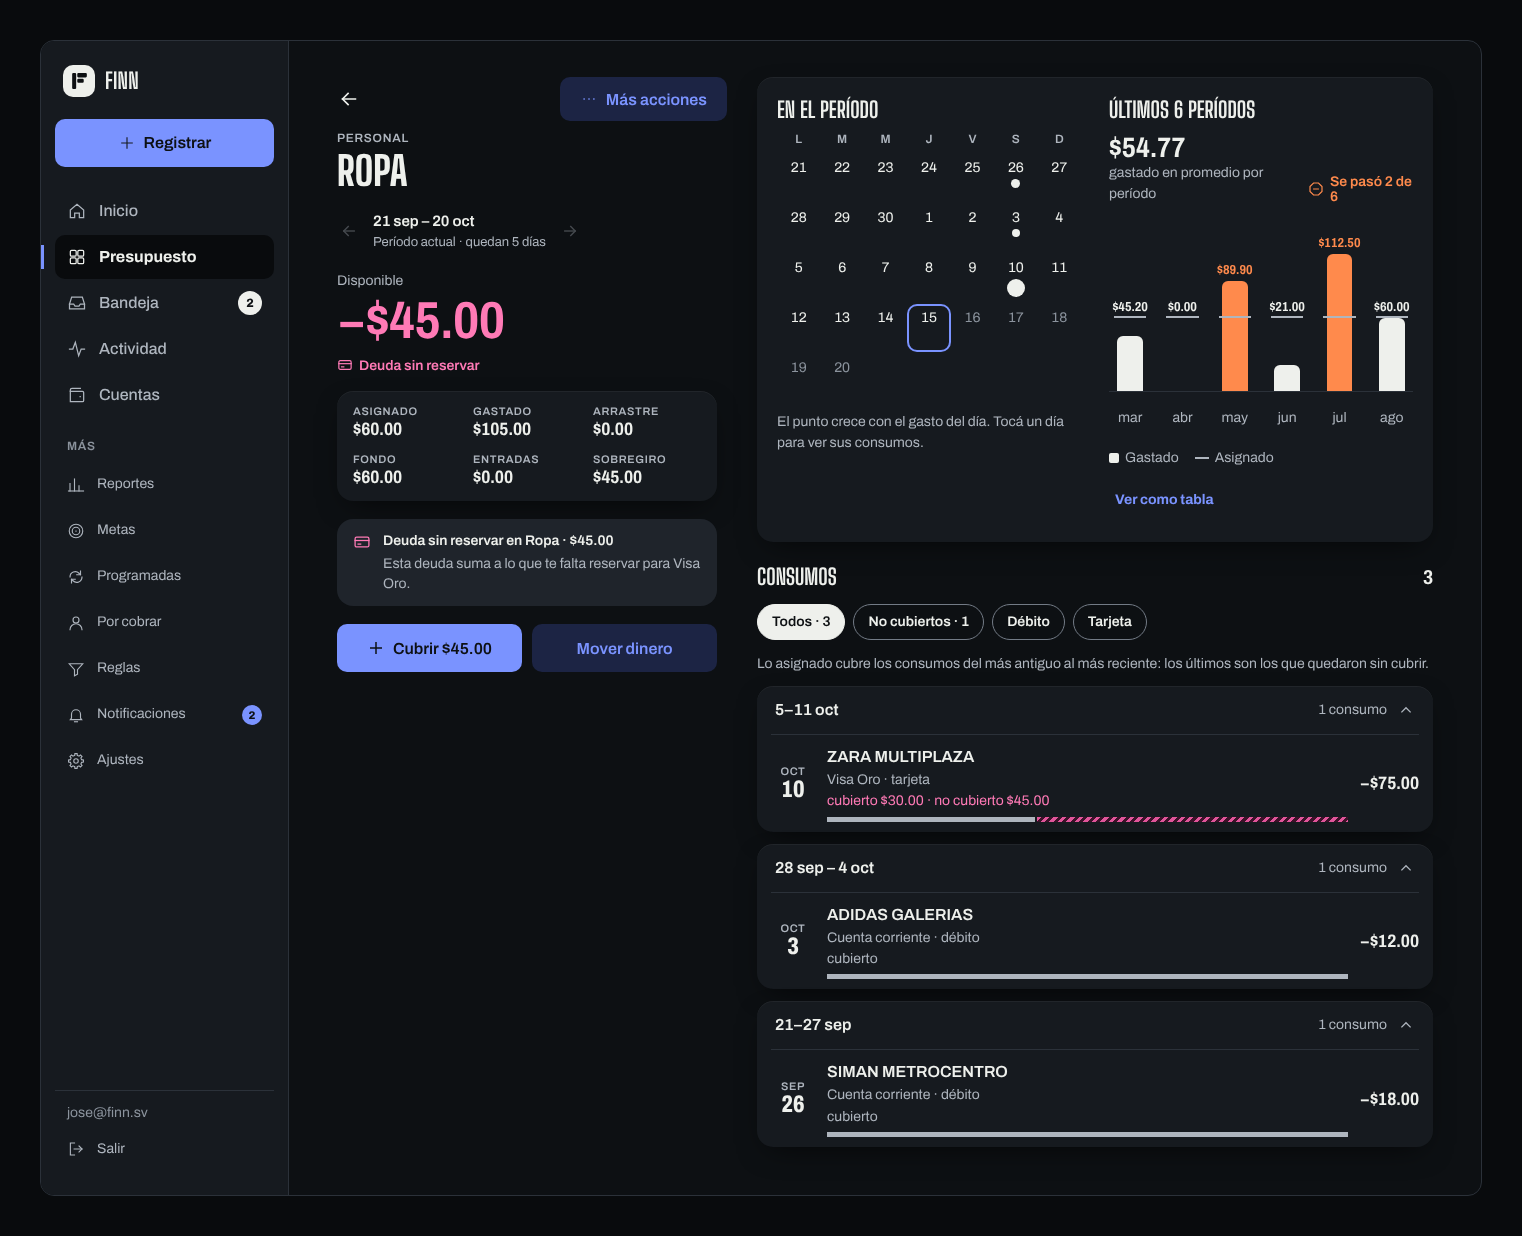 FINN
Registrar
Inicio
Presupuesto
Bandeja 2
Actividad
Cuentas
MÁS
Reportes
Metas
Programadas
Por cobrar
Reglas
Notificaciones 2
Ajustes
jose@finn.sv
Salir
Más acciones
PERSONAL
ROPA
21 sep – 20 oct
Período actual · quedan 5 días
Disponible
–$45.00
Deuda sin reservar
ASIGNADO GASTADO ARRASTRE
$60.00 $105.00 $0.00
FONDO ENTRADAS SOBREGIRO
$60.00 $0.00 $45.00
Deuda sin reservar en Ropa · $45.00
Esta deuda suma a lo que te falta reservar para Visa
Oro.
Cubrir $45.00
Mover dinero
EN EL PERÍODO
L M M J V S D
21 22 23 24 25 26 27
28 29 30 1 2 3 4
5 6 7 8 9 10 11
12 13 14 15 16 17 18
19 20
El punto crece con el gasto del día. Tocá un día
para ver sus consumos.
ÚLTIMOS 6 PERÍODOS
$54.77
gastado en promedio por
período
Se pasó 2 de
6
$45.20 $0.00 $89.90 $21.00 $112.50 $60.00
mar abr may jun jul ago
Gastado Asignado
Ver como tabla
CONSUMOS 3
Todos · 3 No cubiertos · 1 Débito Tarjeta
Lo asignado cubre los consumos del más antiguo al más reciente: los últimos son los que quedaron sin cubrir.
5–11 oct 1 consumo
OCT
10
ZARA MULTIPLAZA
Visa Oro · tarjeta
cubierto $30.00 · no cubierto $45.00
–$75.00
28 sep – 4 oct 1 consumo
OCT
3
ADIDAS GALERIAS
Cuenta corriente · débito
cubierto
–$12.00
21–27 sep 1 consumo
SEP
26
SIMAN METROCENTRO
Cuenta corriente · débito
cubierto
–$18.00